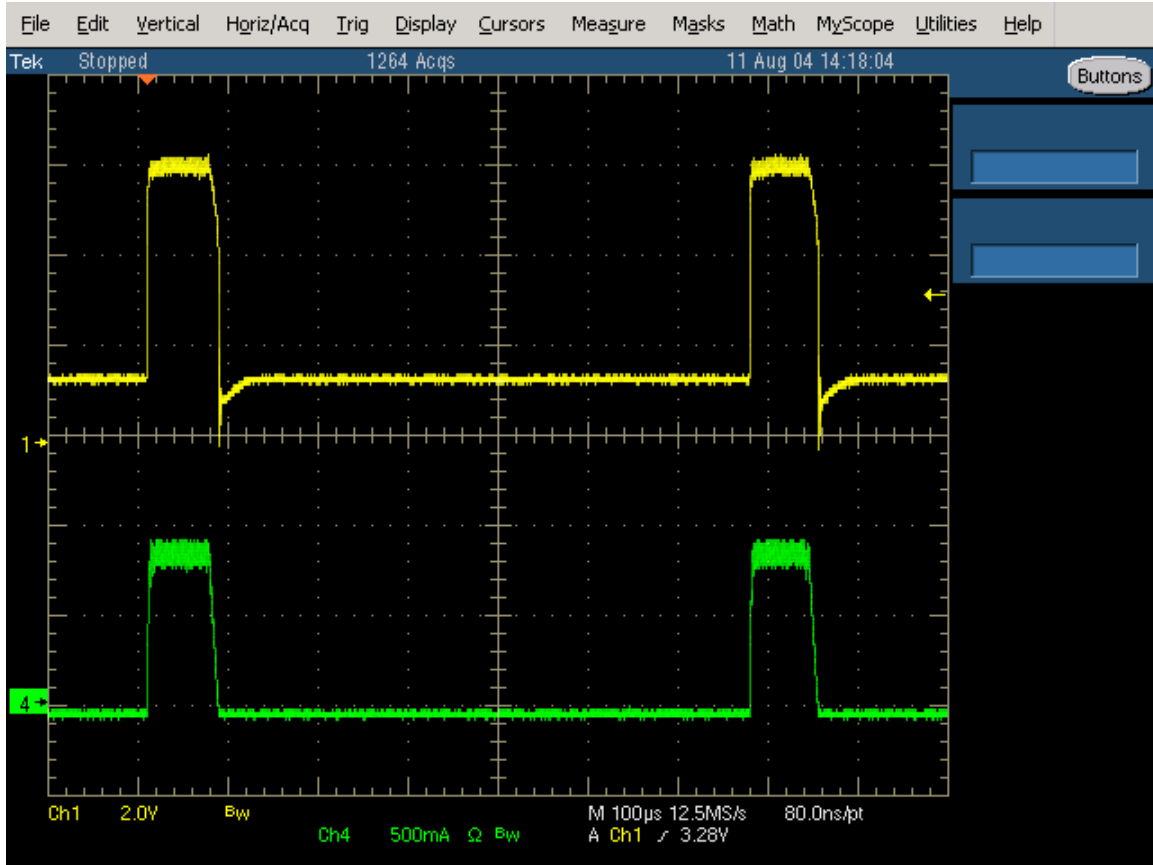 File Edit Vertical Horiz/Acq Trig Display Cursors Measure Masks Math MyScope Utilities Help
Tek Stopped 1264 Acqs 11 Aug 04 14:18:04
Buttons
1
4
Ch1 2.0V Bw M 100µs 12.5MS/s 80.0ns/pt
Ch4 500mA Ω Bw A Ch1 / 3.28V